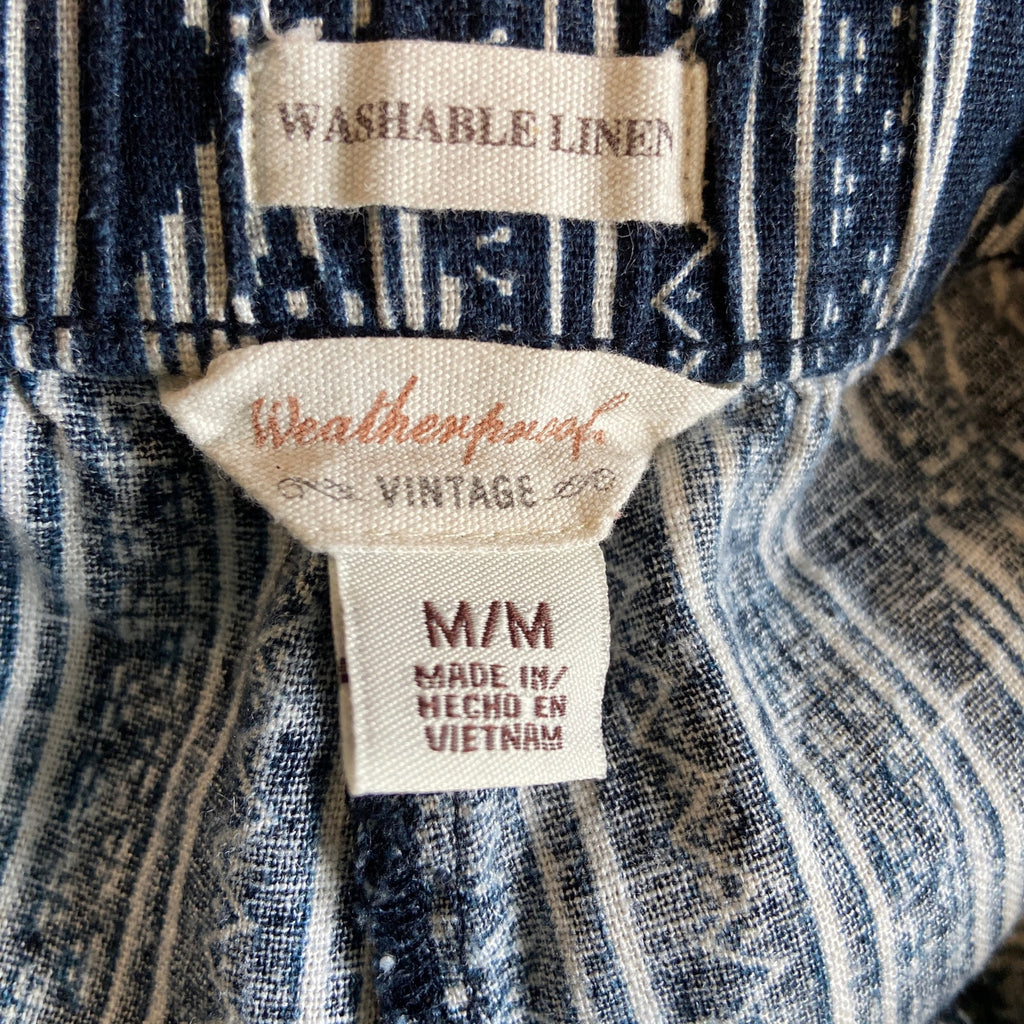 WASHABLE LINEN
Weatherproof.
VINTAGE
M/M
MADE IN/
HECHO EN
VIETNAM